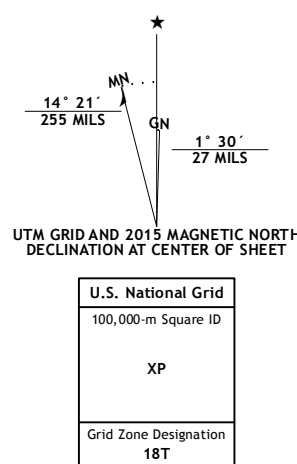 ★
MN
14° 21´
255 MILS
GN
1° 30´
27 MILS
UTM GRID AND 2015 MAGNETIC NORTH
DECLINATION AT CENTER OF SHEET
U.S. National Grid
100,000-m Square ID
XP
Grid Zone Designation
18T